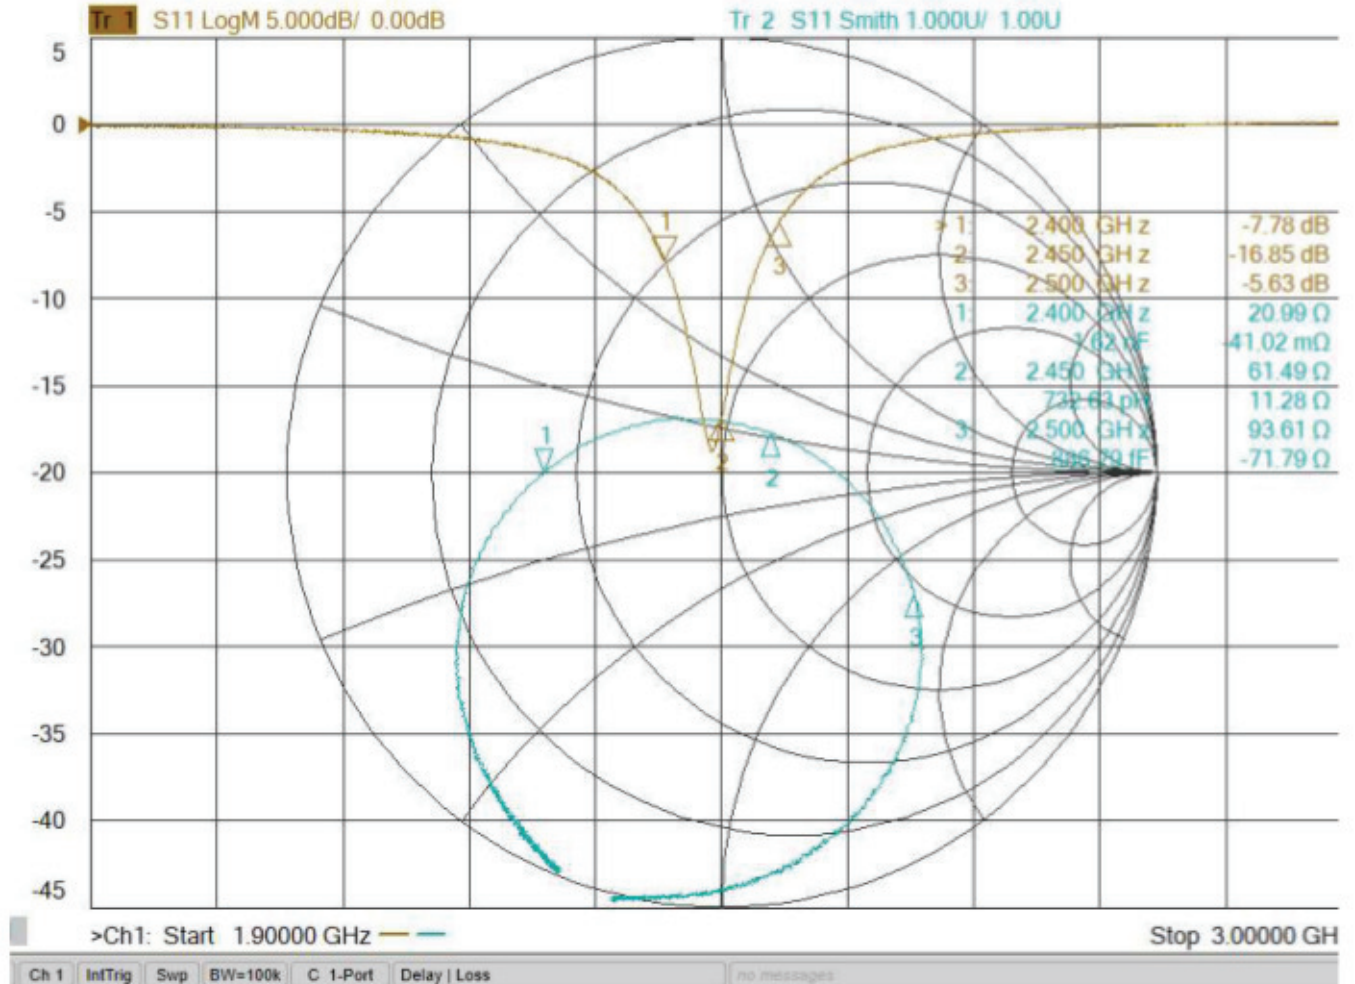 Tr 1 S11 LogM 5.000dB/ 0.00dB
Tr 2 S11 Smith 1.000U/ 1.00U
5
0
-5
-10
-15
-20
-25
-30
-35
-40
-45
1
3
2
1
2
3
> 1: 2.400 GHz -7.78 dB
2: 2.450 GHz -16.85 dB
3: 2.500 GHz -5.63 dB
1: 2.400 GHz 20.99 Ω
1.62 nF -41.02 mΩ
2: 2.450 GHz 61.49 Ω
732.63 pH 11.28 Ω
3: 2.500 GHz 93.61 Ω
fF -71.79 Ω
>Ch1: Start 1.90000 GHz
Stop 3.00000 GH
Ch 1 IntTrig Swp BW=100k C 1-Port Delay | Loss no messages